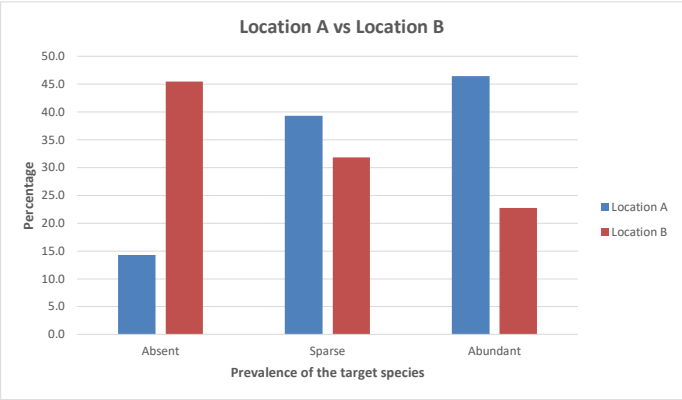 Location A vs Location B
50.0
45.0
40.0
35.0
30.0
25.0
20.0
15.0
10.0
5.0
0.0
Percentage
Absent Sparse Abundant
Prevalence of the target species
Location A
Location B